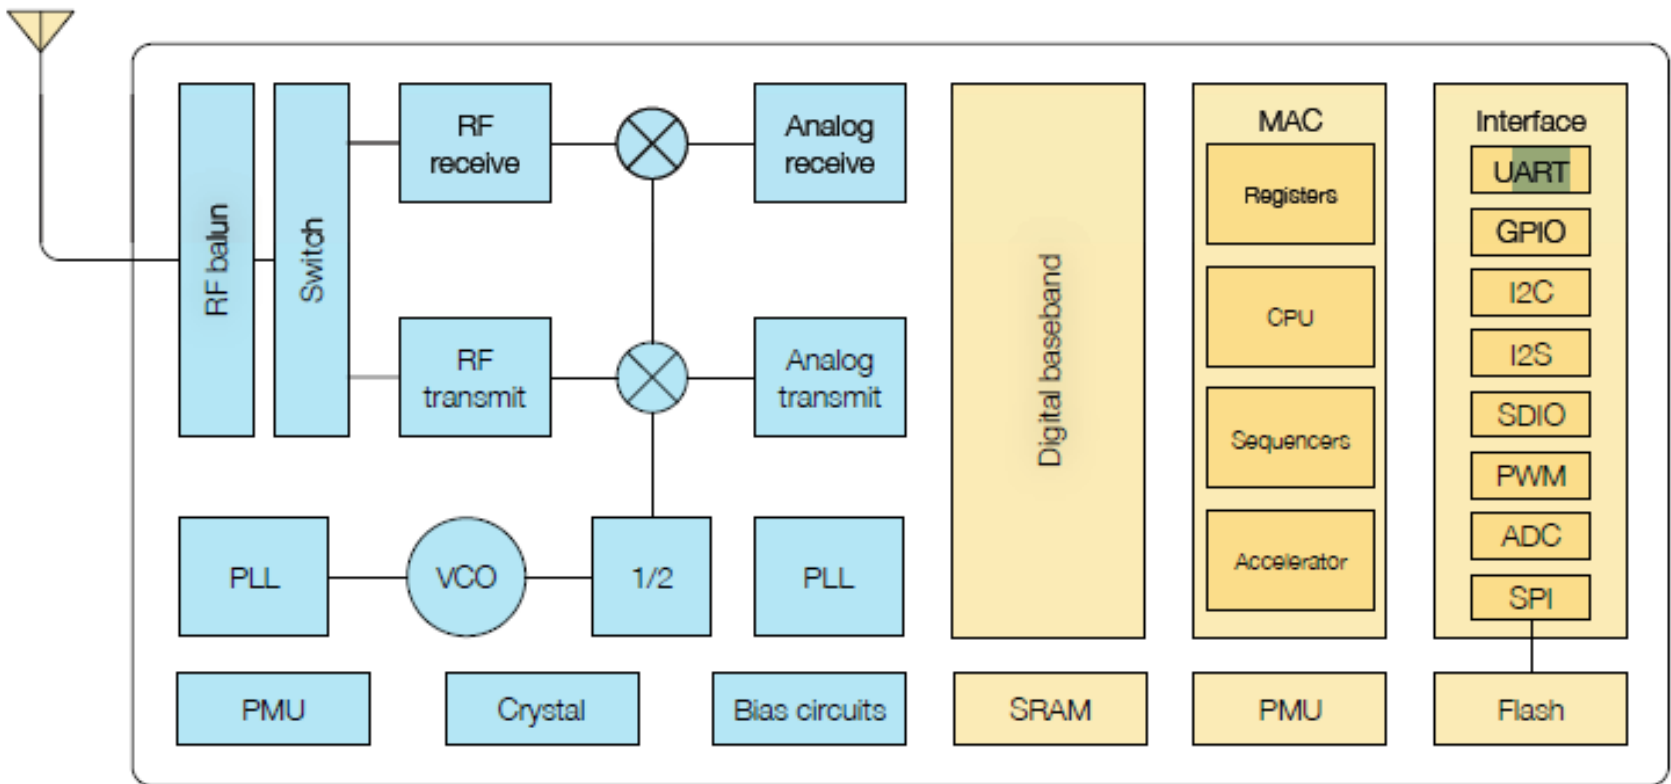 RF balun
Switch
RF
receive
Analog
receive
RF
transmit
Analog
transmit
PLL
VCO
1/2
PLL
PMU
Crystal
Bias circuits
Digital baseband
SRAM
MAC
Registers
CPU
Sequencers
Accelerator
PMU
Interface
UART
GPIO
I2C
I2S
SDIO
PWM
ADC
SPI
Flash